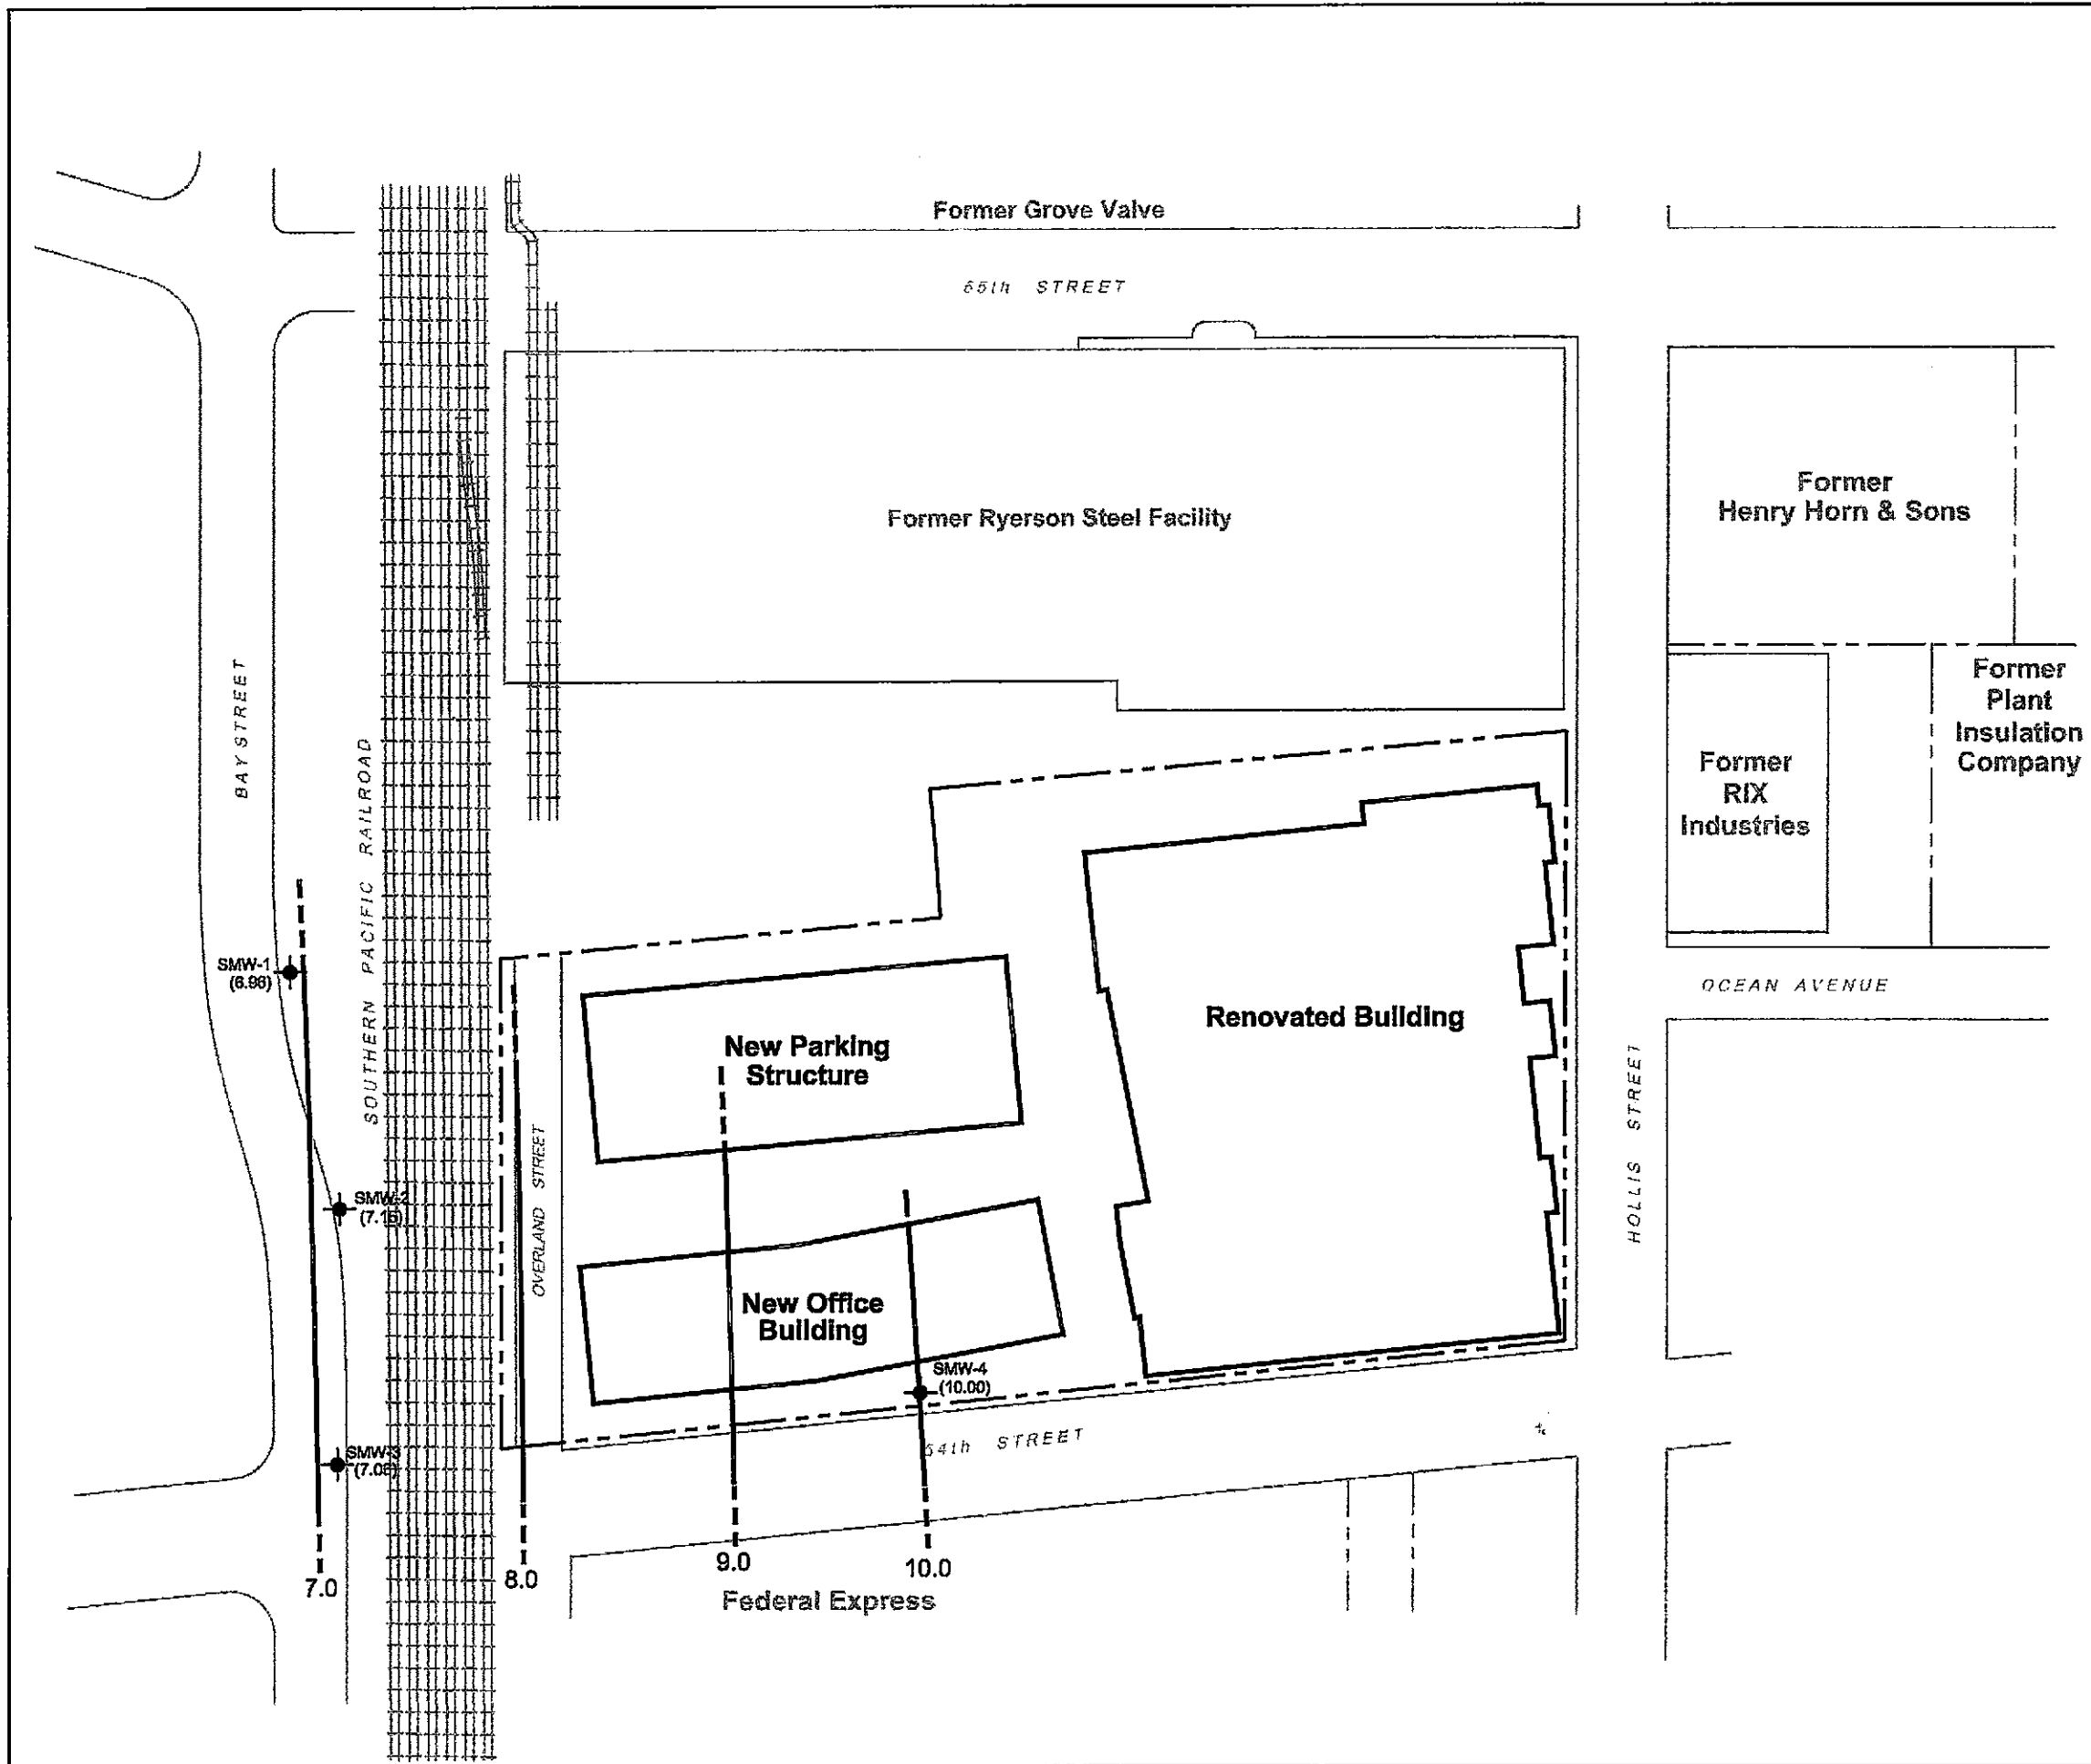 Former Grove Valve
65th STREET
Former Ryerson Steel Facility
Former
Henry Horn & Sons
BAY STREET
SOUTHERN PACIFIC RAILROAD
Former
Plant
Insulation
Company
Former
RIX
Industries
SMW-1
(6.96)
OCEAN AVENUE
Renovated Building
New Parking
Structure
HOLLIS STREET
OVERLAND STREET
SMW-2
(7.15)
New Office
Building
SMW-4
(10.00)
64th STREET
SMW-3
7.0
8.0
9.0
10.0
Federal Express